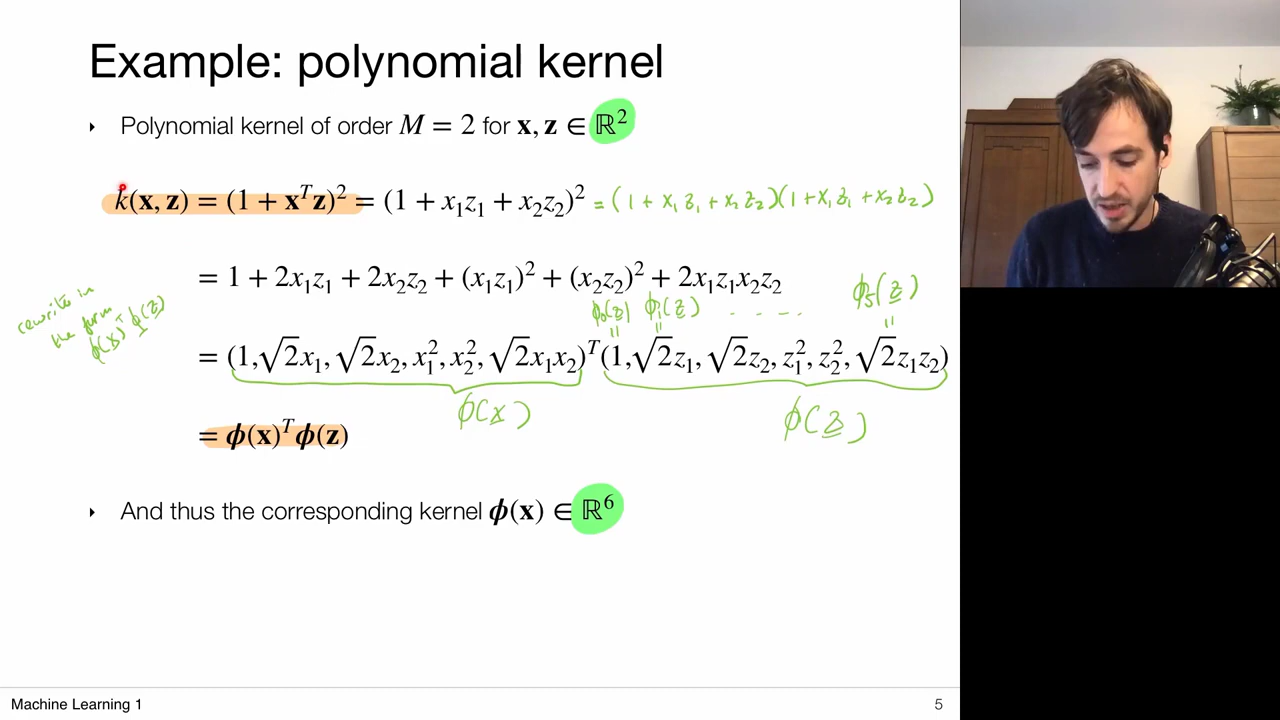 Example: polynomial kernel
‣ Polynomial kernel of order M = 2 for x, z ∈ ℝ²
k(x, z) = (1 + xᵀz)² = (1 + x₁z₁ + x₂z₂)² = (1 + x₁z₁ + x₂z₂)(1 + x₁z₁ + x₂z₂)
= 1 + 2x₁z₁ + 2x₂z₂ + (x₁z₁)² + (x₂z₂)² + 2x₁z₁x₂z₂
rewrite in
the form
ϕ(x)ᵀϕ(z)
ϕ₀(z) ϕ₁(z) . . . . ϕ₅(z)
= (1, √2x₁, √2x₂, x₁², x₂², √2x₁x₂)ᵀ(1, √2z₁, √2z₂, z₁², z₂², √2z₁z₂)
ϕ(x) ϕ(z)
= ϕ(x)ᵀϕ(z)
‣ And thus the corresponding kernel ϕ(x) ∈ ℝ⁶
Machine Learning 1 5